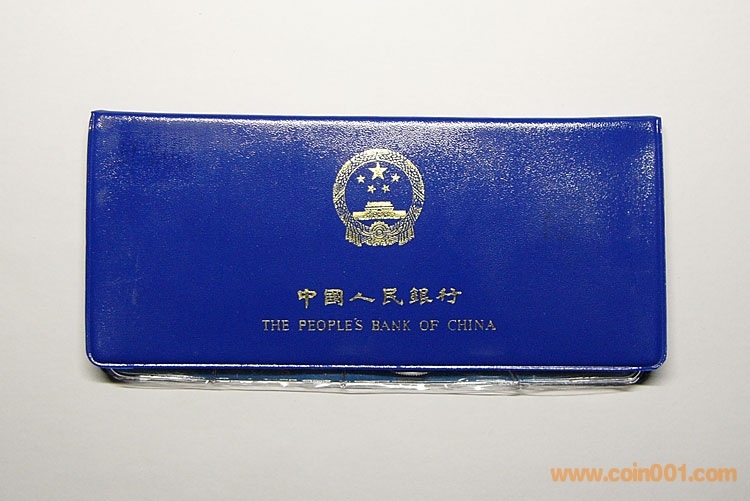 中國人民銀行
THE PEOPLE'S BANK OF CHINA
www.coin001.com